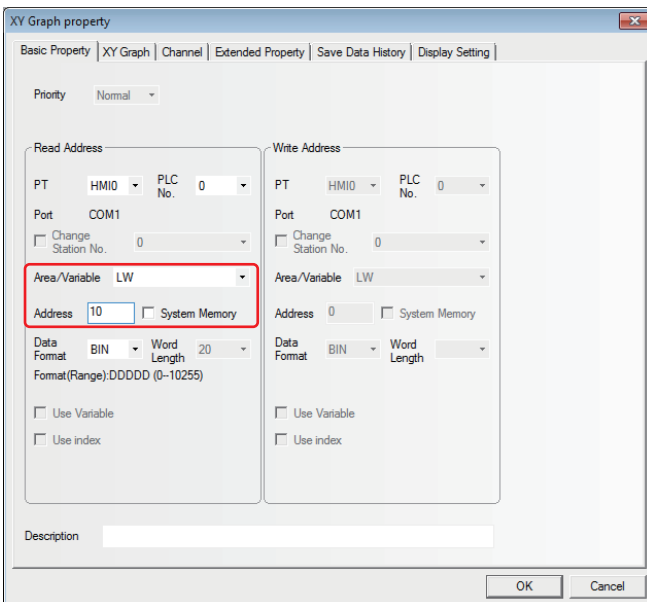 XY Graph property
Basic Property XY Graph Channel Extended Property Save Data History Display Setting
Priority Normal
Read Address
PT HMI0 PLC No. 0
Port COM1
Change Station No. 0
Area/Variable LW
Address 10 System Memory
Data Format BIN Word Length 20
Format(Range):DDDDD (0--10255)
Use Variable
Use index
Write Address
PT HMI0 PLC No. 0
Port COM1
Change Station No. 0
Area/Variable LW
Address 0 System Memory
Data Format BIN Word Length
Use Variable
Use index
Description
OK Cancel